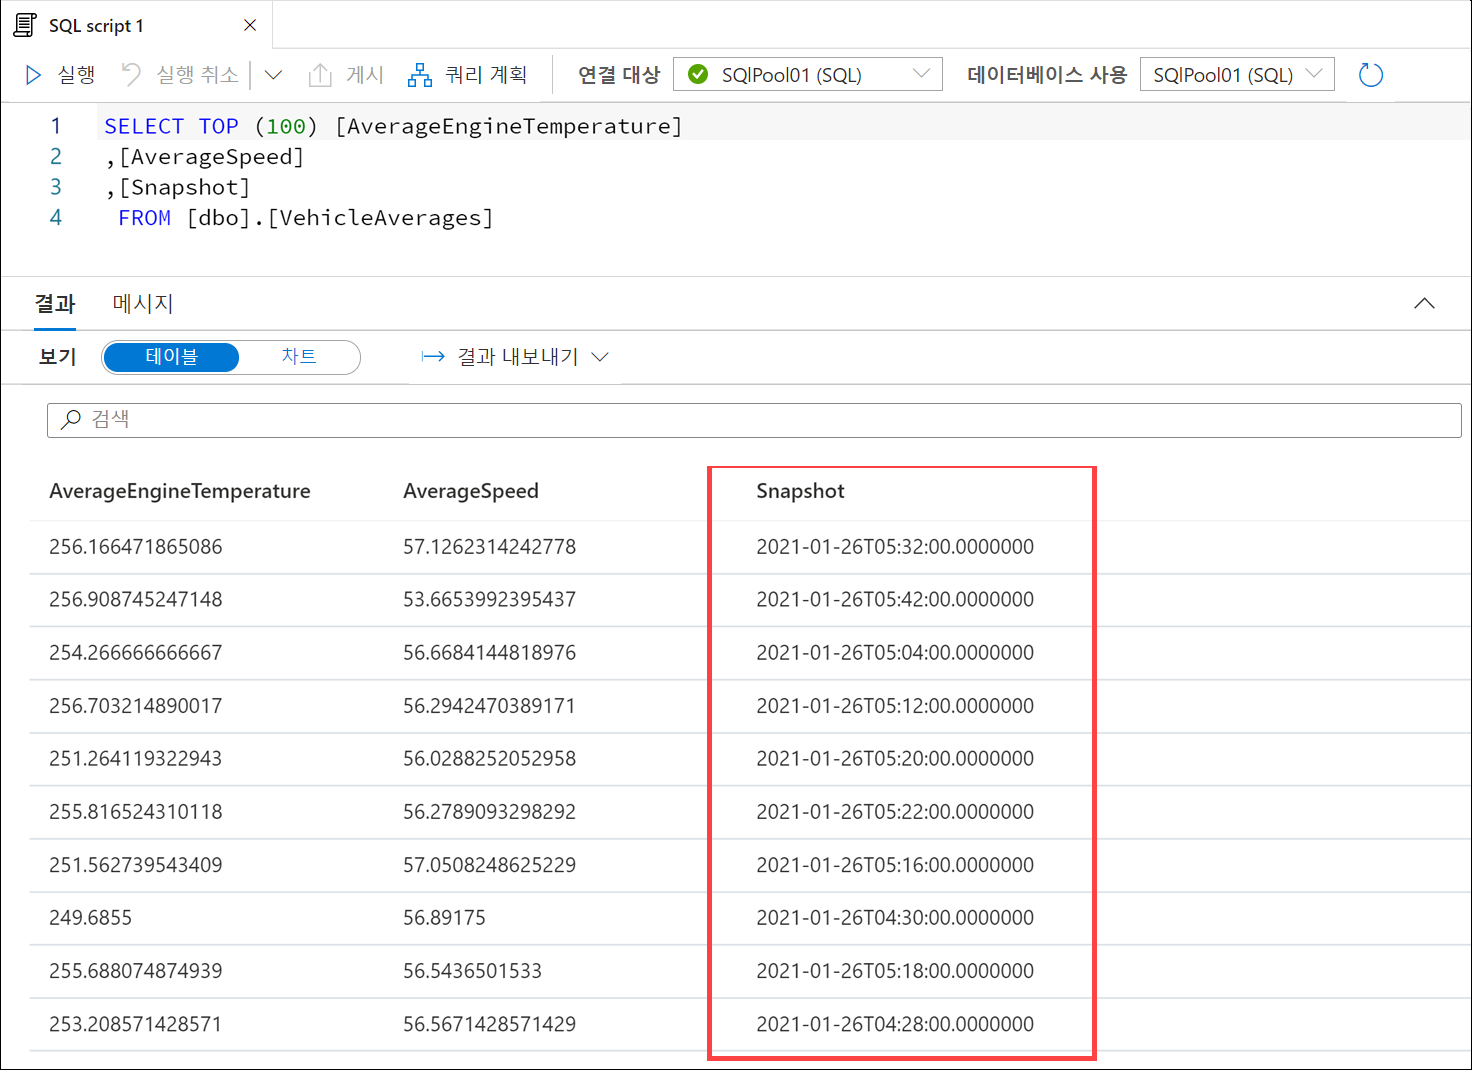 SQL script 1
실행 실행 취소 게시 쿼리 계획 연결 대상 SQlPool01 (SQL) 데이터베이스 사용 SQlPool01 (SQL)
1 SELECT TOP (100) [AverageEngineTemperature]
2 ,[AverageSpeed]
3 ,[Snapshot]
4 FROM [dbo].[VehicleAverages]
결과 메시지
보기 테이블 차트 결과 내보내기
검색
AverageEngineTemperature AverageSpeed Snapshot
256.166471865086 57.1262314242778 2021-01-26T05:32:00.0000000
256.908745247148 53.6653992395437 2021-01-26T05:42:00.0000000
254.266666666667 56.6684144818976 2021-01-26T05:04:00.0000000
256.703214890017 56.2942470389171 2021-01-26T05:12:00.0000000
251.264119322943 56.0288252052958 2021-01-26T05:20:00.0000000
255.816524310118 56.2789093298292 2021-01-26T05:22:00.0000000
251.562739543409 57.0508248625229 2021-01-26T05:16:00.0000000
249.6855 56.89175 2021-01-26T04:30:00.0000000
255.688074874939 56.5436501533 2021-01-26T05:18:00.0000000
253.208571428571 56.5671428571429 2021-01-26T04:28:00.0000000